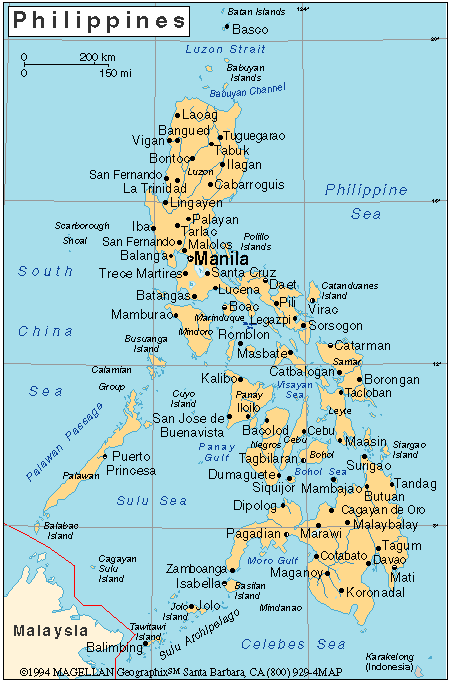 Philippines
124°
Batan Islands
Basco
20°
0 200 km
0 150 mi
Luzon Strait
Babuyan
Islands
Babuyan Channel
Laoag
Bangued
Vigan
Tuguegarao
Tabuk
Bontoc
Ilagan
San Fernando
Luzon
La Trinidad
Cabarroguis
Philippine
Sea
Lingayen
16°
Palayan
Scarborough
Shoal
Iba
Tarlac
Polillo
Islands
San Fernando
Malolos
Balanga
Manila
South
China
Sea
Trece Martires
Santa Cruz
Daet
Catanduanes
Island
Batangas
Lucena
Pili
Virac
Mamburao
Boac
Marinduque
Legazpi
Sorsogon
Mindoro
Romblon
Busuanga
Island
Masbate
Catarman
12°
Calamian
Group
Catbalogan
Samar
Kalibo
Visayan
Sea
Borongan
Cuyo
Islands
Panay
Tacloban
Iloilo
Leyte
San Jose de
Buenavista
Bacolod
Cebu
Palawan Passage
Panay
Gulf
Negros
Cebu
Maasin
Siargao
Island
Puerto
Princesa
Tagbilaran
Bohol
Surigao
Palawan
Dumaguete
Bohol Sea
Tandag
Siquijor
Mambajao
Butuan
Sulu Sea
Dipolog
Cagayan de Oro
Balabac
Island
Malaybalay
8°
Pagadian
Marawi
Cagayan
Sulu
Island
Moro Gulf
Cotabato
Tagum
Zamboanga
Davao
Maganoy
Mati
Isabella
Basilan
Island
Koronadal
Jolo
Island
Jolo
Mindanao
Malaysia
Tawitawi
Island
Sulu Archipelago
Balimbing
Celebes Sea
Karakelong
(Indonesia)
©1994 MAGELLAN Geographix℠ Santa Barbara, CA (800) 929-4MAP